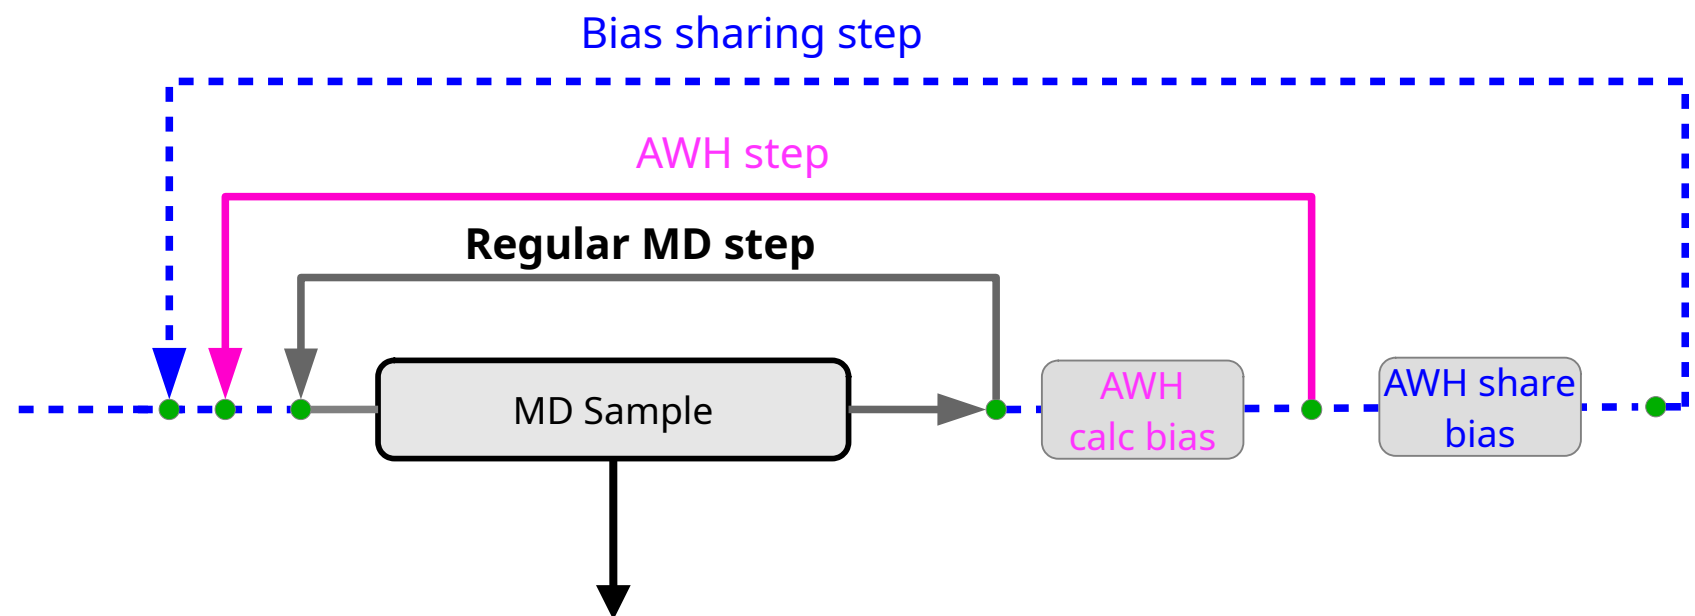 Bias sharing step
AWH step
Regular MD step
MD Sample
AWH
calc bias
AWH share
bias